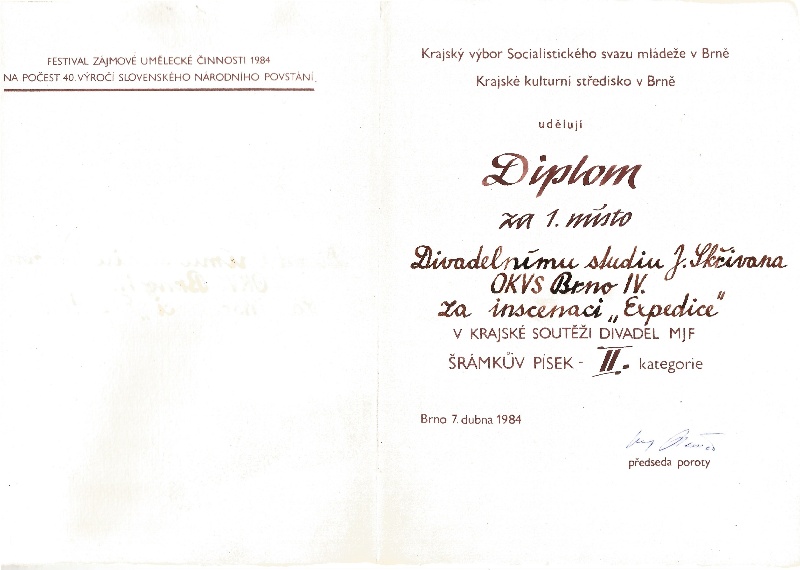 FESTIVAL ZÁJMOVÉ UMĚLECKÉ ČINNOSTI 1984
NA POČEST 40. VÝROČÍ SLOVENSKÉHO NÁRODNÍHO POVSTÁNÍ
Krajský výbor Socialistického svazu mládeže v Brně
Krajské kulturní středisko v Brně
udělují
Diplom
za 1. místo
Divadelnímu studiu J. Skřivana
OKVS Brno IV.
za inscenaci „Expedice"
V KRAJSKÉ SOUTĚŽI DIVADEL MJF
ŠRÁMKŮV PÍSEK - II. - kategorie
Brno 7. dubna 1984
předseda poroty